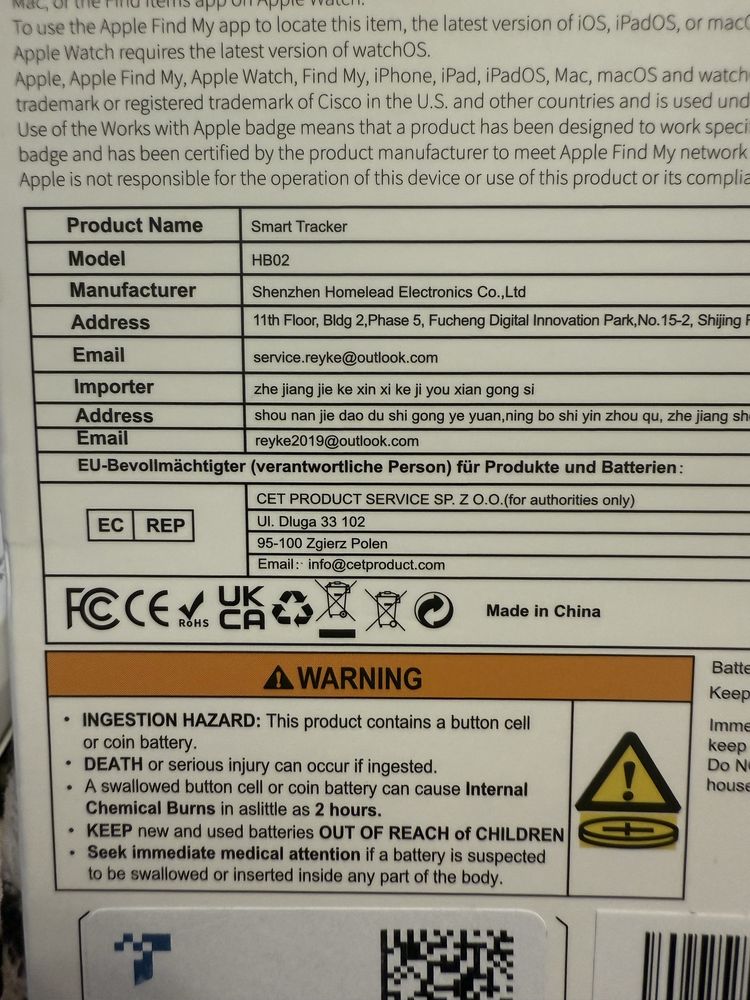 Mac, or the Find Items app on Apple Watch.
To use the Apple Find My app to locate this item, the latest version of iOS, iPadOS, or macO
Apple Watch requires the latest version of watchOS.
Apple, Apple Find My, Apple Watch, Find My, iPhone, iPad, iPadOS, Mac, macOS and watch
trademark or registered trademark of Cisco in the U.S. and other countries and is used und
Use of the Works with Apple badge means that a product has been designed to work speci
badge and has been certified by the product manufacturer to meet Apple Find My network
Apple is not responsible for the operation of this device or use of this product or its complia
Product Name Smart Tracker
Model HB02
Manufacturer Shenzhen Homelead Electronics Co.,Ltd
Address 11th Floor, Bldg 2,Phase 5, Fucheng Digital Innovation Park,No.15-2, Shijing
Email service.reyke@outlook.com
Importer zhe jiang jie ke xin xi ke ji you xian gong si
Address shou nan jie dao du shi gong ye yuan,ning bo shi yin zhou qu, zhe jiang sh
Email reyke2019@outlook.com
EU-Bevollmächtigter (verantwortliche Person) für Produkte und Batterien:
EC REP
CET PRODUCT SERVICE SP. Z O.O.(for authorities only)
Ul. Dluga 33 102
95-100 Zgierz Polen
Email: info@cetproduct.com
FC CE RoHS UK CA Made in China
WARNING
• INGESTION HAZARD: This product contains a button cell
or coin battery.
• DEATH or serious injury can occur if ingested.
• A swallowed button cell or coin battery can cause Internal
Chemical Burns in aslittle as 2 hours.
• KEEP new and used batteries OUT OF REACH of CHILDREN
• Seek immediate medical attention if a battery is suspected
to be swallowed or inserted inside any part of the body.
Batte
Keep
Imme
keep
Do N
house